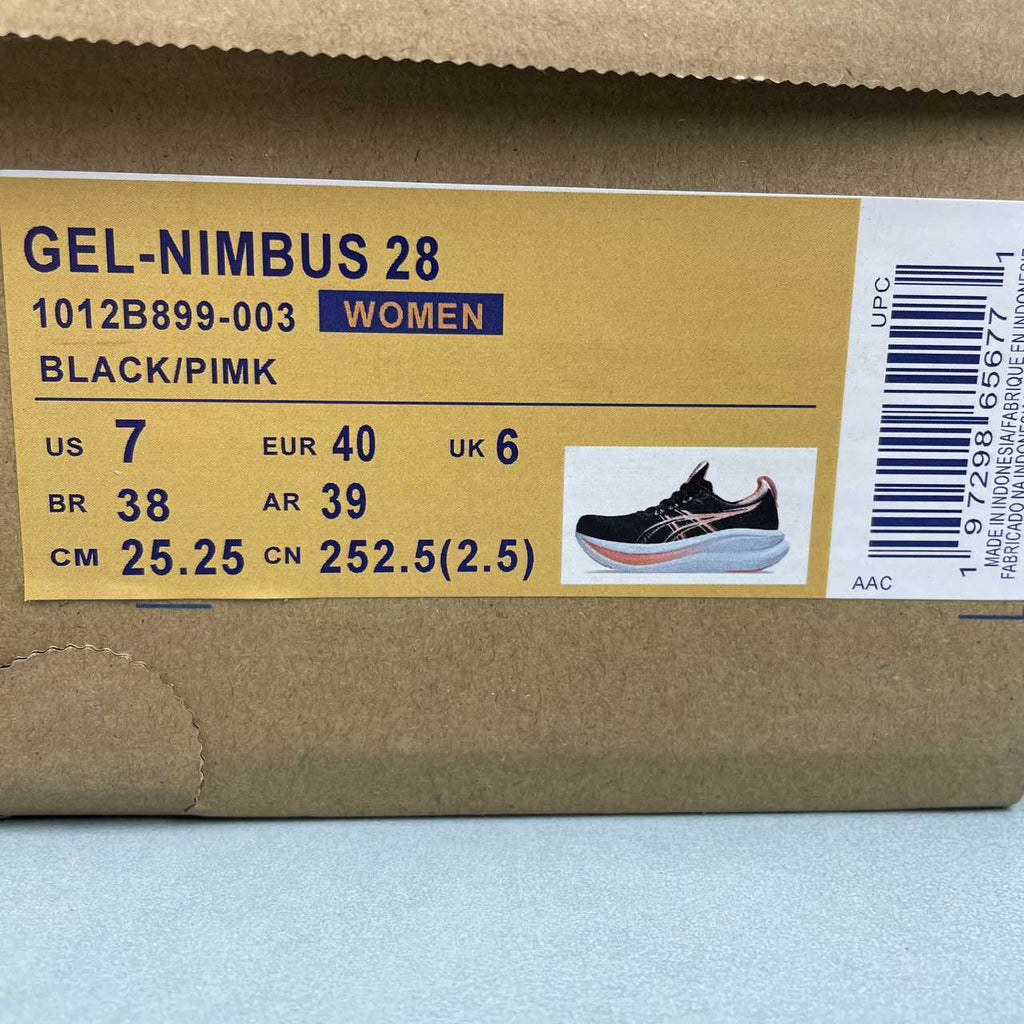 GEL-NIMBUS 28
1012B899-003 WOMEN
BLACK/PIMK
US 7 EUR 40 UK 6
BR 38 AR 39
CM 25.25 CN 252.5(2.5)
UPC
1 97298 65677 1
MADE IN INDONESIA/FABRIQUE EN INDONESIE
FABRICADO NA INDONESIA
AAC